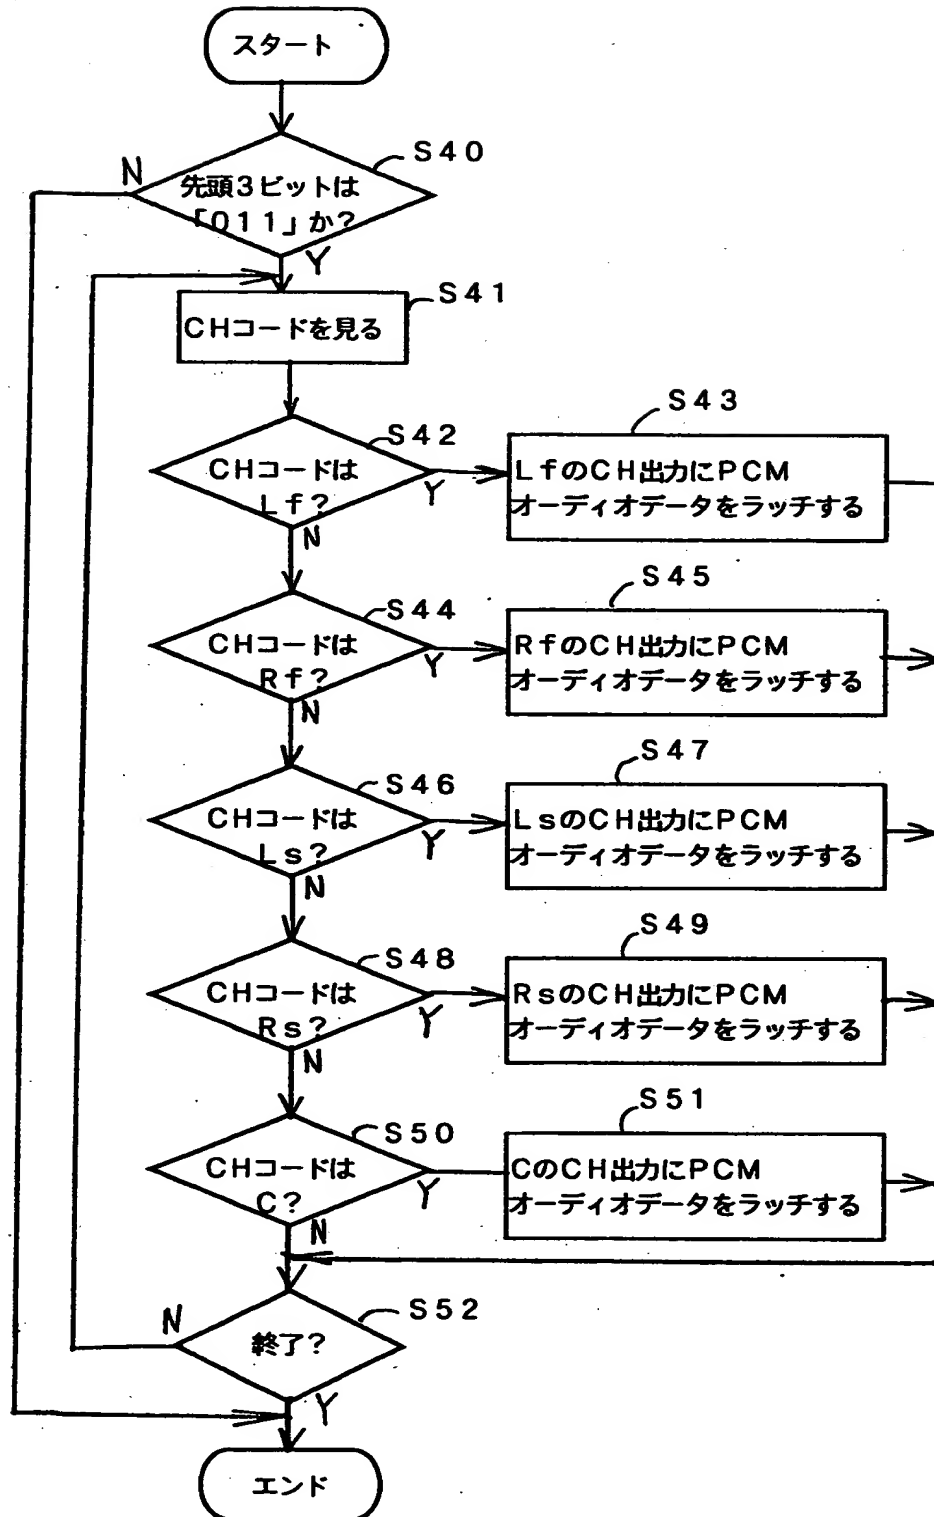 スタート
S40
N
先頭3ビットは
「011」か?
Y
S41
CHコードを見る
S42
CHコードは
Lf?
Y
N
S43
LfのCH出力にPCM
オーディオデータをラッチする
S44
CHコードは
Rf?
Y
N
S45
RfのCH出力にPCM
オーディオデータをラッチする
S46
CHコードは
Ls?
Y
N
S47
LsのCH出力にPCM
オーディオデータをラッチする
S48
CHコードは
Rs?
Y
N
S49
RsのCH出力にPCM
オーディオデータをラッチする
S50
CHコードは
C?
Y
N
S51
CのCH出力にPCM
オーディオデータをラッチする
S52
N
終了?
Y
エンド